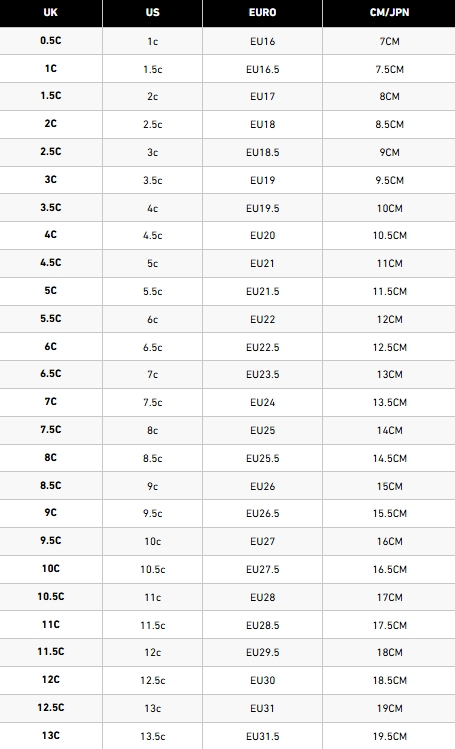 UK US EURO CM/JPN
0.5C 1c EU16 7CM
1C 1.5c EU16.5 7.5CM
1.5C 2c EU17 8CM
2C 2.5c EU18 8.5CM
2.5C 3c EU18.5 9CM
3C 3.5c EU19 9.5CM
3.5C 4c EU19.5 10CM
4C 4.5c EU20 10.5CM
4.5C 5c EU21 11CM
5C 5.5c EU21.5 11.5CM
5.5C 6c EU22 12CM
6C 6.5c EU22.5 12.5CM
6.5C 7c EU23.5 13CM
7C 7.5c EU24 13.5CM
7.5C 8c EU25 14CM
8C 8.5c EU25.5 14.5CM
8.5C 9c EU26 15CM
9C 9.5c EU26.5 15.5CM
9.5C 10c EU27 16CM
10C 10.5c EU27.5 16.5CM
10.5C 11c EU28 17CM
11C 11.5c EU28.5 17.5CM
11.5C 12c EU29.5 18CM
12C 12.5c EU30 18.5CM
12.5C 13c EU31 19CM
13C 13.5c EU31.5 19.5CM